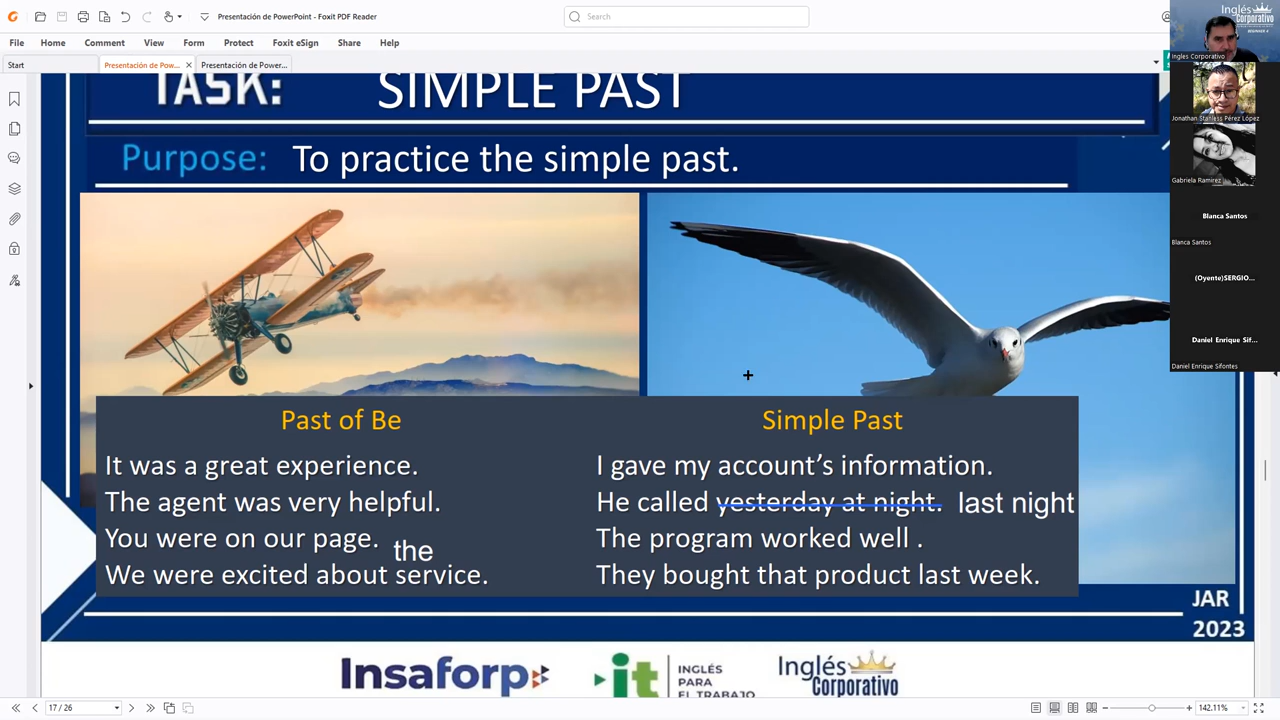 Presentación de PowerPoint - Foxit PDF Reader
Search
File Home Comment View Form Protect Foxit eSign Share Help
Start
Presentación de Pow...
Presentación de Power...
TASK: SIMPLE PAST
Purpose: To practice the simple past.
Past of Be
It was a great experience.
The agent was very helpful.
You were on our page.
the
We were excited about service.
Simple Past
I gave my account’s information.
He called yesterday at night. last night
The program worked well .
They bought that product last week.
JAR
2023
Insaforp
it INGLÉS
PARA
EL TRABAJO
Inglés
Corporativo
17 / 26
142.11%
Inglés
Corporativo
BEGINNER 4
Ingles Corporativo
Jonathan Stanless Pérez López
Gabriela Ramirez
Blanca Santos
Blanca Santos
(Oyente)SERGIO...
Daniel Enrique Sif...
Daniel Enrique Sifontes